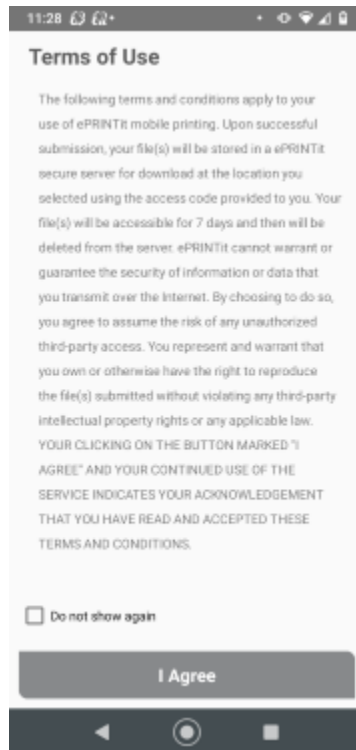 11:28
Terms of Use
The following terms and conditions apply to your
use of ePRINTit mobile printing. Upon successful
submission, your file(s) will be stored in a ePRINTit
secure server for download at the location you
selected using the access code provided to you. Your
file(s) will be accessible for 7 days and then will be
deleted from the server. ePRINTit cannot warrant or
guarantee the security of information or data that
you transmit over the Internet. By choosing to do so,
you agree to assume the risk of any unauthorized
third-party access. You represent and warrant that
you own or otherwise have the right to reproduce
the file(s) submitted without violating any third-party
intellectual property rights or any applicable law.
YOUR CLICKING ON THE BUTTON MARKED "I
AGREE" AND YOUR CONTINUED USE OF THE
SERVICE INDICATES YOUR ACKNOWLEDGEMENT
THAT YOU HAVE READ AND ACCEPTED THESE
TERMS AND CONDITIONS.
Do not show again
I Agree